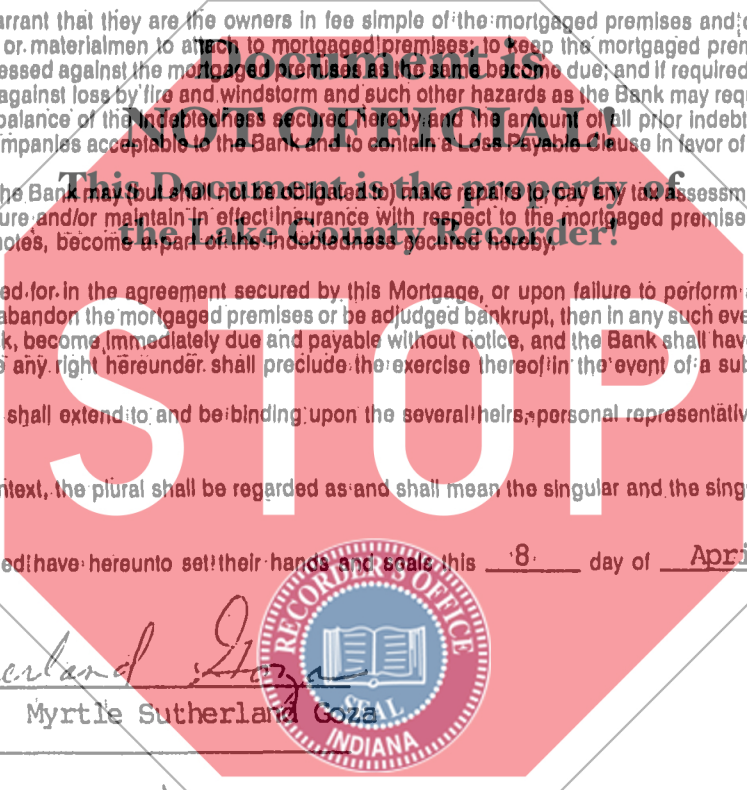 arrant that they are the owners in fee simple of the mortgaged premises and
or materialmen to attach to mortgaged premises; to keep the mortgaged prem
Document is
essed against the mortgaged premises as the same become due; and if required
against loss by fire and windstorm and such other hazards as the Bank may requ
balance of the indebtedness secured hereby and the amount of all prior indebt
NOT OFFICIAL!
mpanies acceptable to the Bank and to contain a Loss Payable Clause in favor of
This Document is the property of
he Bank may (but shall not be obligated to) make repairs to, pay any tax assessm
ure and/or maintain in effect insurance with respect to the mortgaged premise
the Lake County Recorder!
notes, become a part of the indebtedness secured hereby.
ed for in the agreement secured by this Mortgage, or upon failure to perform
abandon the mortgaged premises or be adjudged bankrupt, then in any such eve
k, become immediately due and payable without notice, and the Bank shall have
e any right hereunder shall preclude the exercise thereof in the event of a sub
STOP
shall extend to and be binding upon the several heirs, personal representativ
ntext, the plural shall be regarded as and shall mean the singular and the sing
ed have hereunto set their hands and seals this 8 day of Apri
RECORDER'S OFFICE
erland Goza
Myrtle Sutherland Goza
SEAL
INDIANA